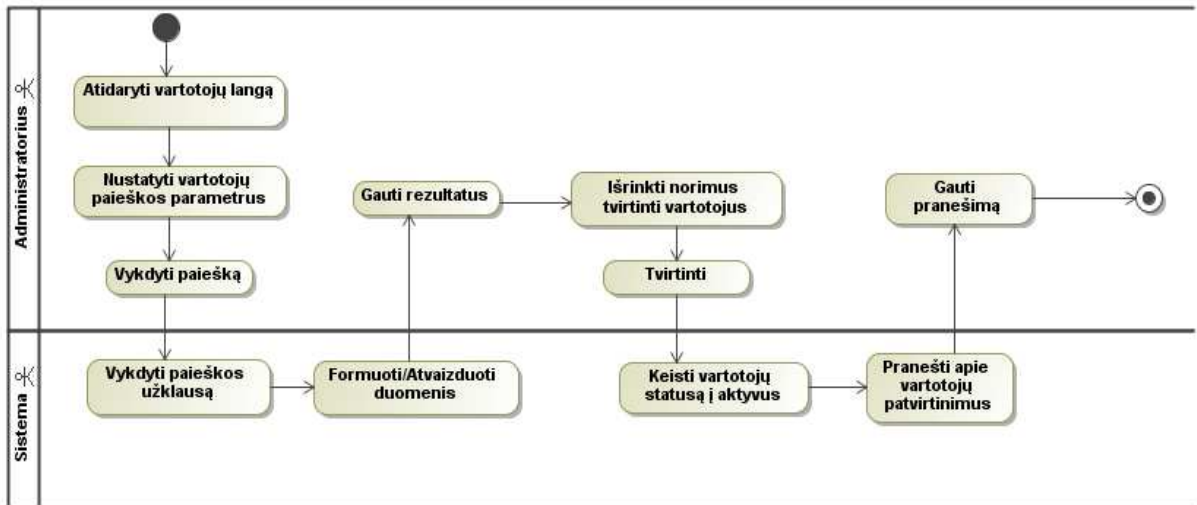 Administratorius
Atidaryti vartotojų langą
Nustatyti vartotojų
paieškos parametrus
Vykdyti paiešką
Gauti rezultatus
Išrinkti norimus
tvirtinti vartotojus
Tvirtinti
Gauti
pranešimą
Sistema
Vykdyti paieškos
užklausą
Formuoti/Atvaizduoti
duomenis
Keisti vartotojų
statusą į aktyvus
Pranešti apie
vartotojų
patvirtinimus